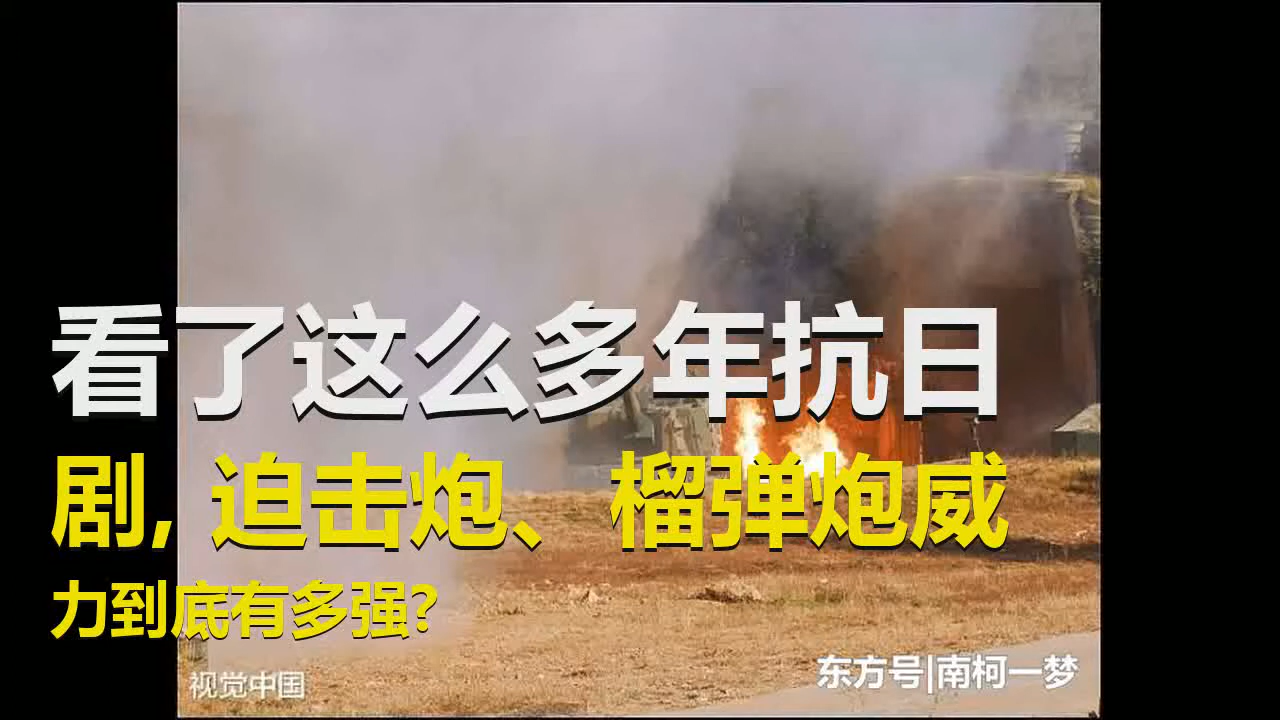 看了这么多年抗日
剧,迫击炮、榴弹炮威
力到底有多强?
东方号|南柯一梦
视觉中国